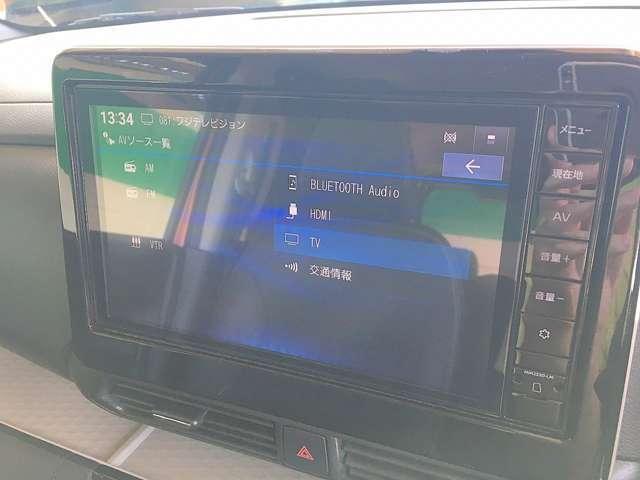 13:34 081 フジテレビジョン
AVソース一覧
AM
FM
VTR
BLUETOOTH Audio
HDMI
TV
交通情報
メニュー
現在地
AV
音量+
音量-